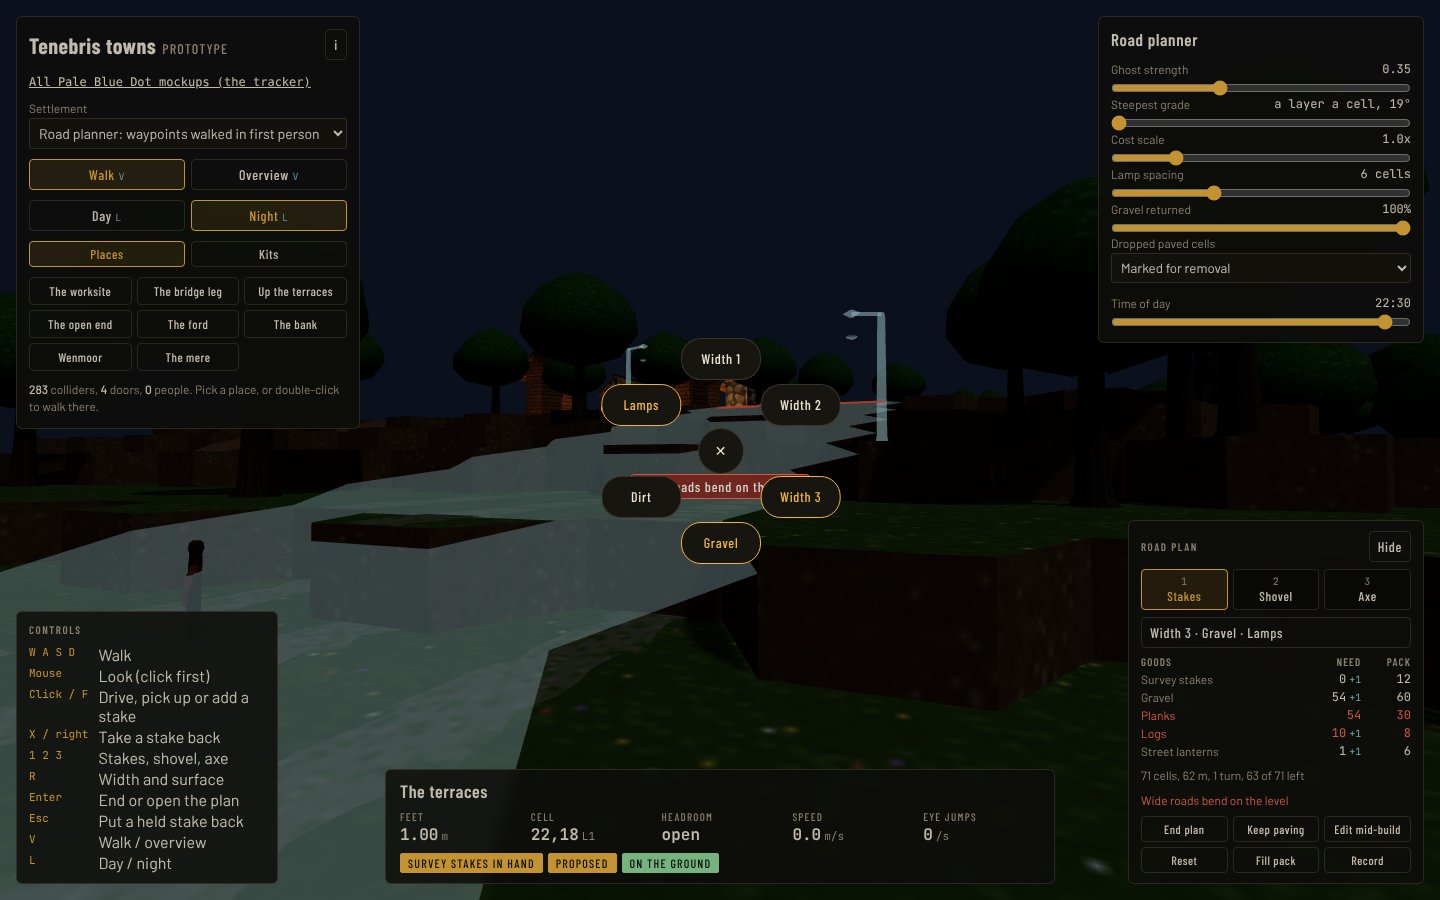 Tenebris towns PROTOTYPE
i
All Pale Blue Dot mockups (the tracker)
Settlement
Road planner: waypoints walked in first person
Walk V
Overview V
Day L
Night L
Places
Kits
The worksite
The bridge leg
Up the terraces
The open end
The ford
The bank
Wenmoor
The mere
283 colliders, 4 doors, 0 people. Pick a place, or double-click
to walk there.
Road planner
Ghost strength 0.35
Steepest grade a layer a cell, 19°
Cost scale 1.0x
Lamp spacing 6 cells
Gravel returned 100%
Dropped paved cells
Marked for removal
Time of day 22:30
Width 1
Lamps
Width 2
×
Dirt
ads bend on th
Width 3
Gravel
CONTROLS
W A S D Walk
Mouse Look (click first)
Click / F Drive, pick up or add a
stake
X / right Take a stake back
1 2 3 Stakes, shovel, axe
R Width and surface
Enter End or open the plan
Esc Put a held stake back
V Walk / overview
L Day / night
The terraces
FEET
1.00 m
CELL
22,18 L1
HEADROOM
open
SPEED
0.0 m/s
EYE JUMPS
0 /s
SURVEY STAKES IN HAND
PROPOSED
ON THE GROUND
ROAD PLAN
Hide
1 Stakes
2 Shovel
3 Axe
Width 3 · Gravel · Lamps
GOODS NEED PACK
Survey stakes 0 +1 12
Gravel 54 +1 60
Planks 54 30
Logs 10 +1 8
Street lanterns 1 +1 6
71 cells, 62 m, 1 turn, 63 of 71 left
Wide roads bend on the level
End plan
Keep paving
Edit mid-build
Reset
Fill pack
Record